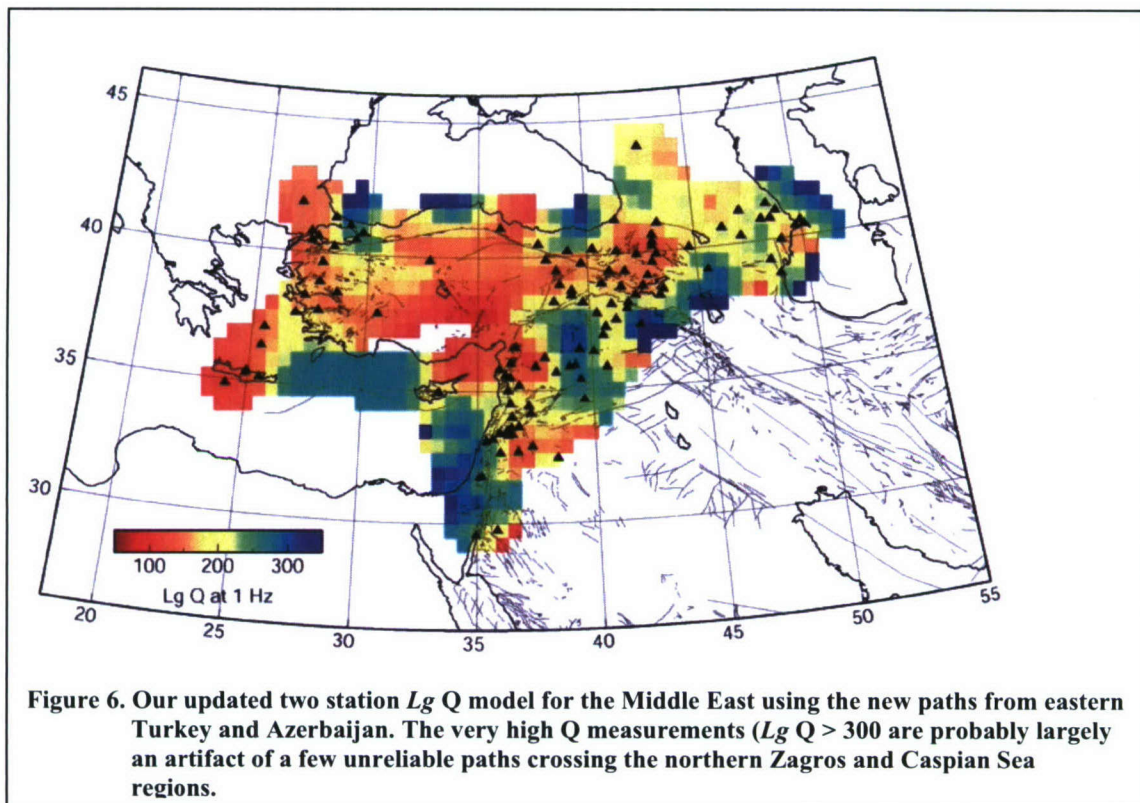 45
40
35
30
100 200 300
Lg Q at 1 Hz
20
25
30
35
40
45
50
55
Figure 6. Our updated two station Lg Q model for the Middle East using the new paths from eastern
Turkey and Azerbaijan. The very high Q measurements (Lg Q > 300 are probably largely
an artifact of a few unreliable paths crossing the northern Zagros and Caspian Sea
regions.